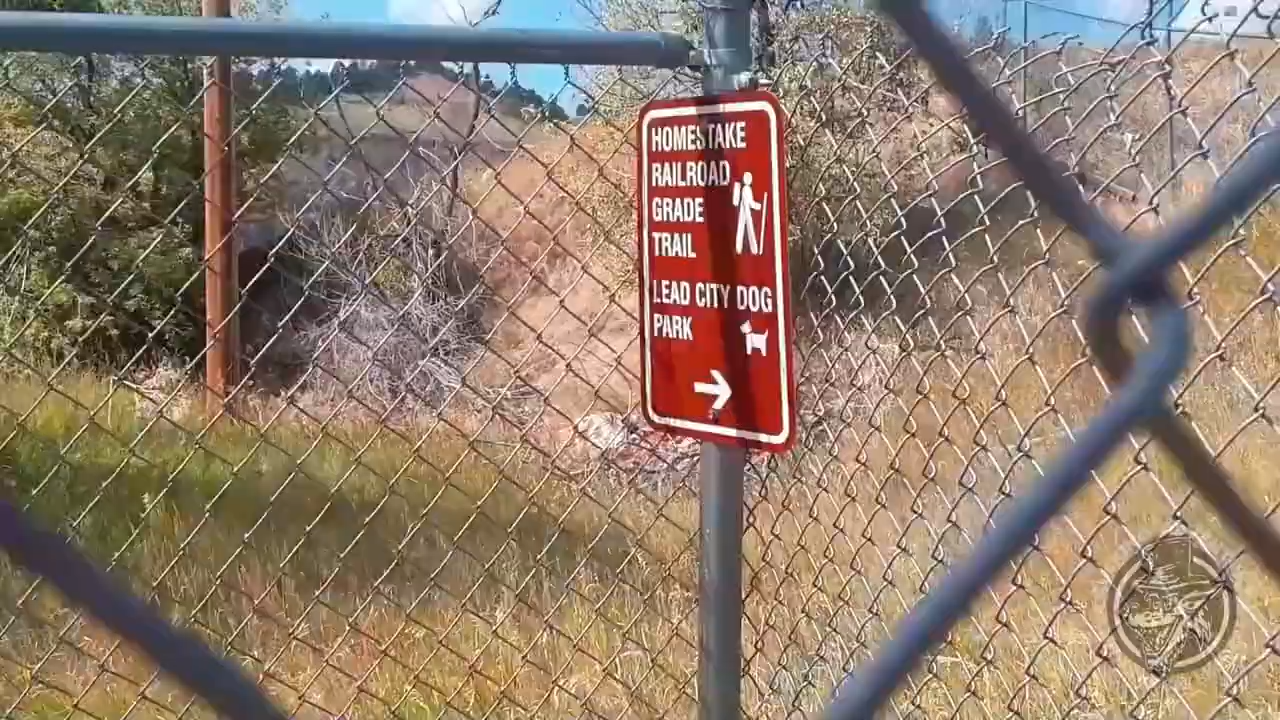 HOMESTAKE
RAILROAD
GRADE
TRAIL
LEAD CITY DOG
PARK